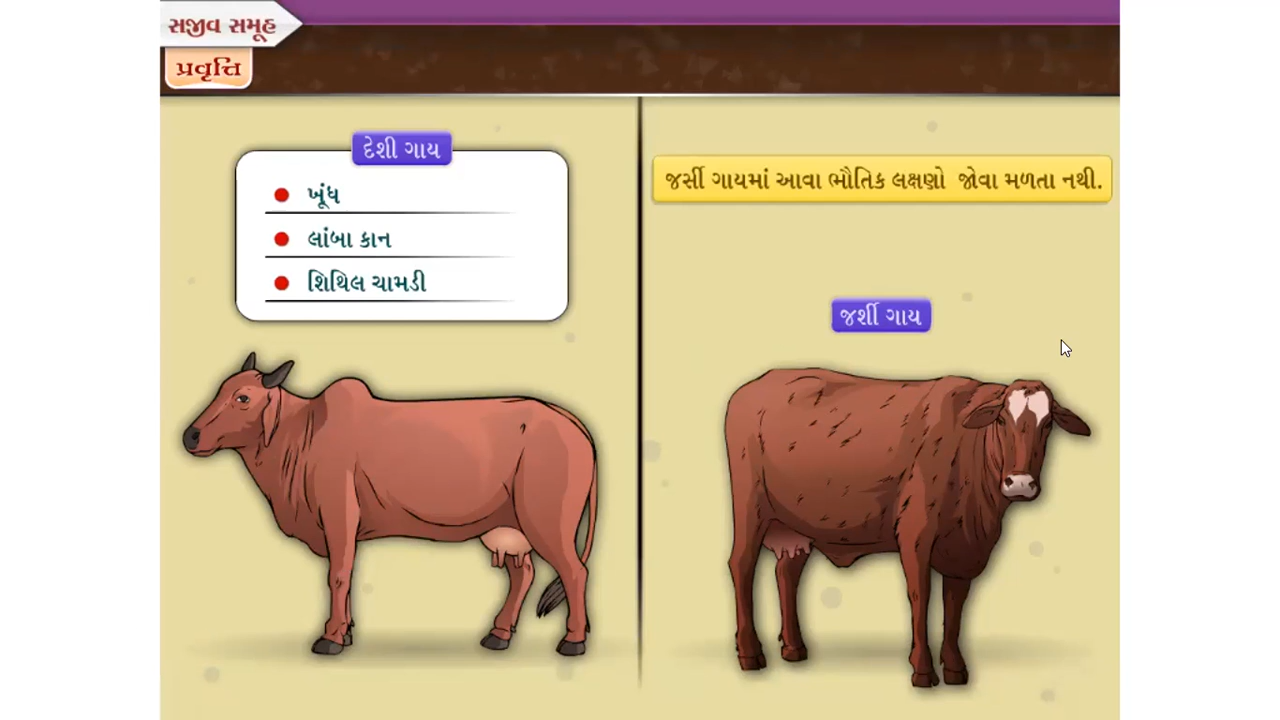 સજીવ સમૂહ
પ્રવૃત્તિ
દેશી ગાય
ખૂંધ
લાંબા કાન
શિથિલ ચામડી
જર્સી ગાયમાં આવા ભૌતિક લક્ષણો જોવા મળતા નથી.
જર્શી ગાય